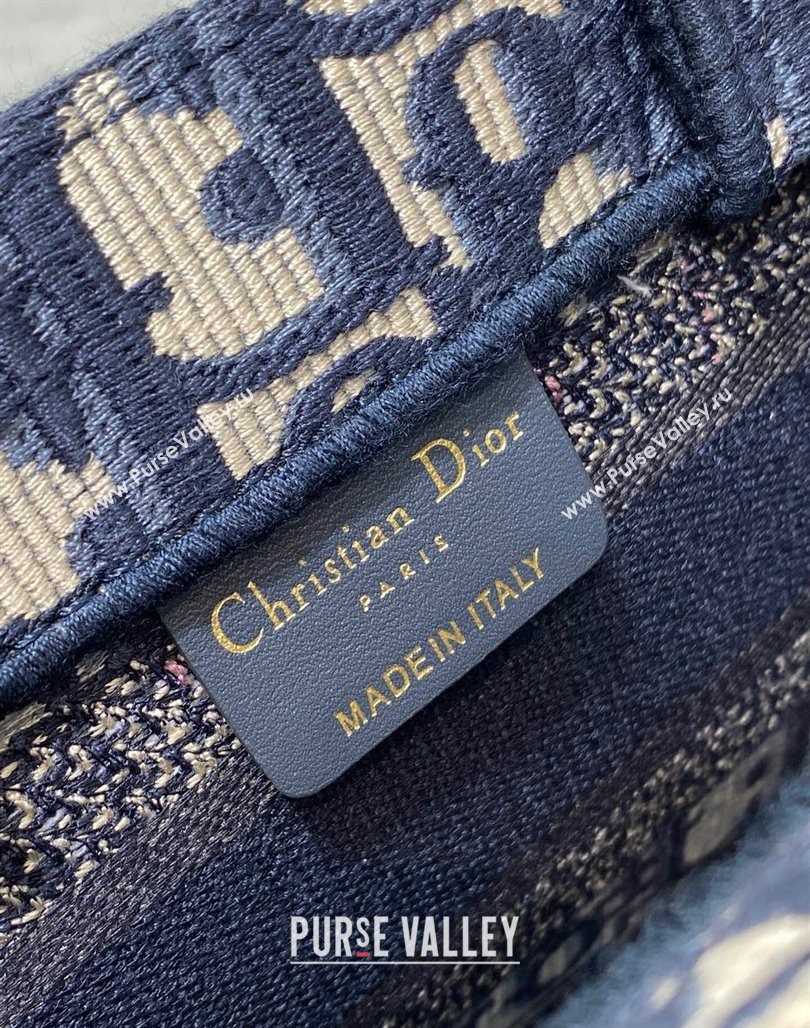 www.PurseValley.ru
www.PurseValley.ru
Christian Dior
PARIS
MADE IN ITALY
PURSE VALLEY